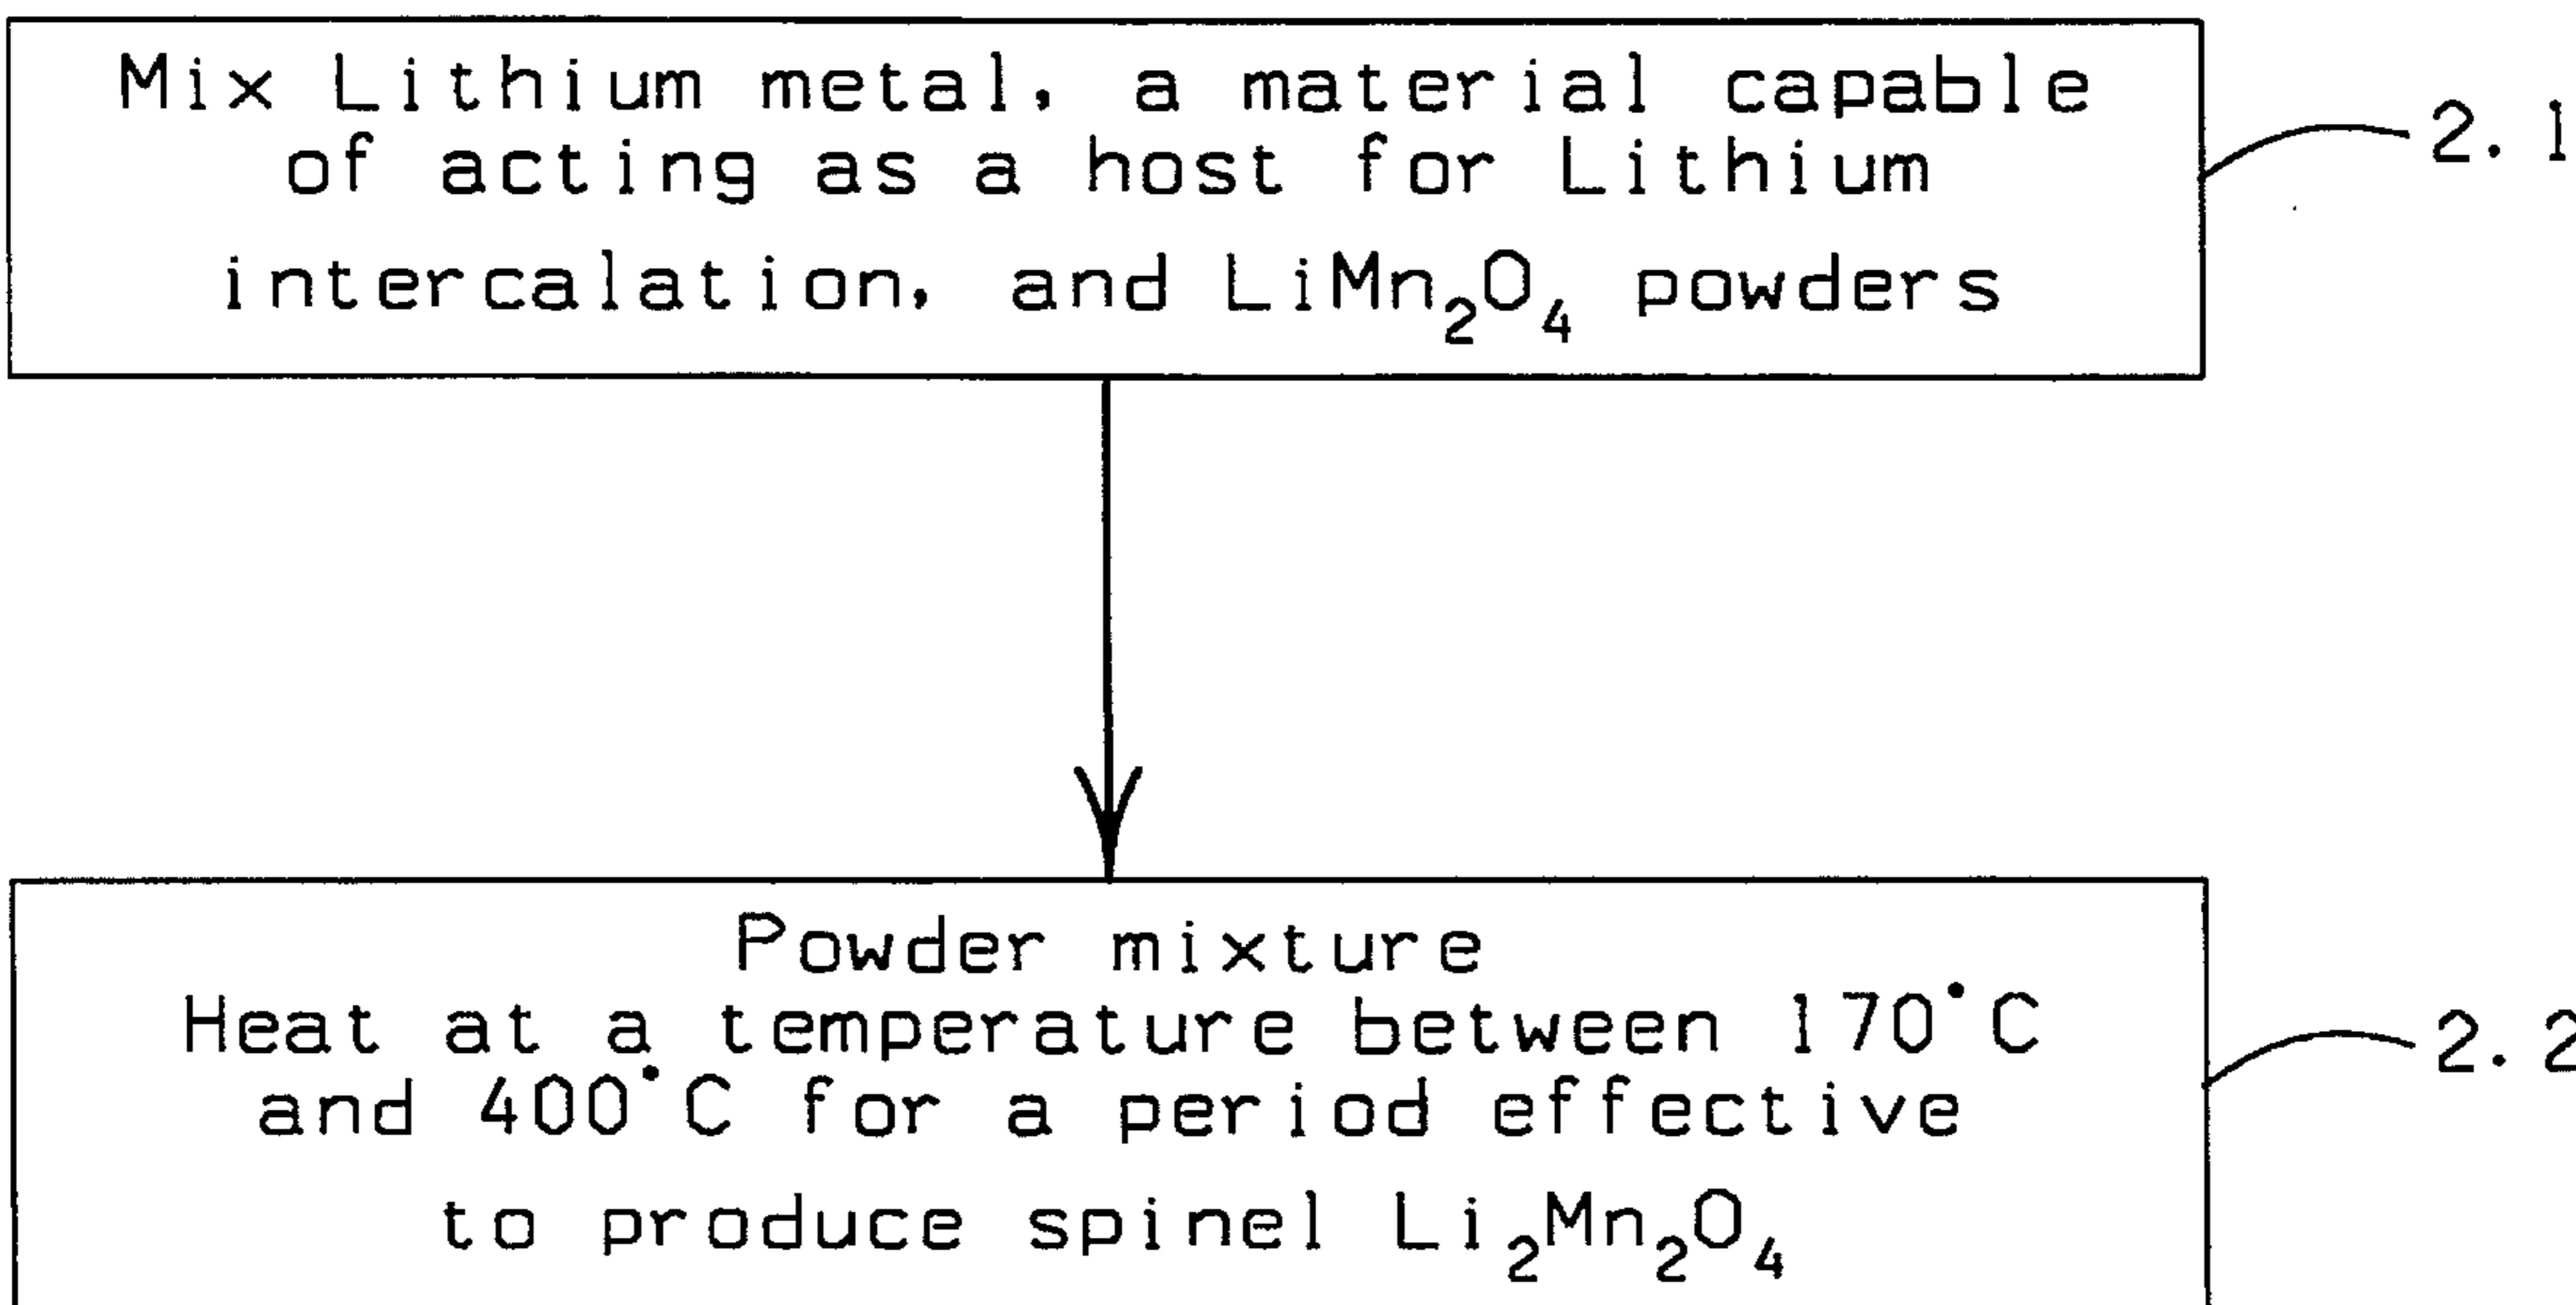 Mix Lithium metal, a material capable
of acting as a host for Lithium
intercalation, and LiMn₂O₄ powders
2.1
Powder mixture
Heat at a temperature between 170°C
and 400°C for a period effective
to produce spinel Li₂Mn₂O₄
2.2